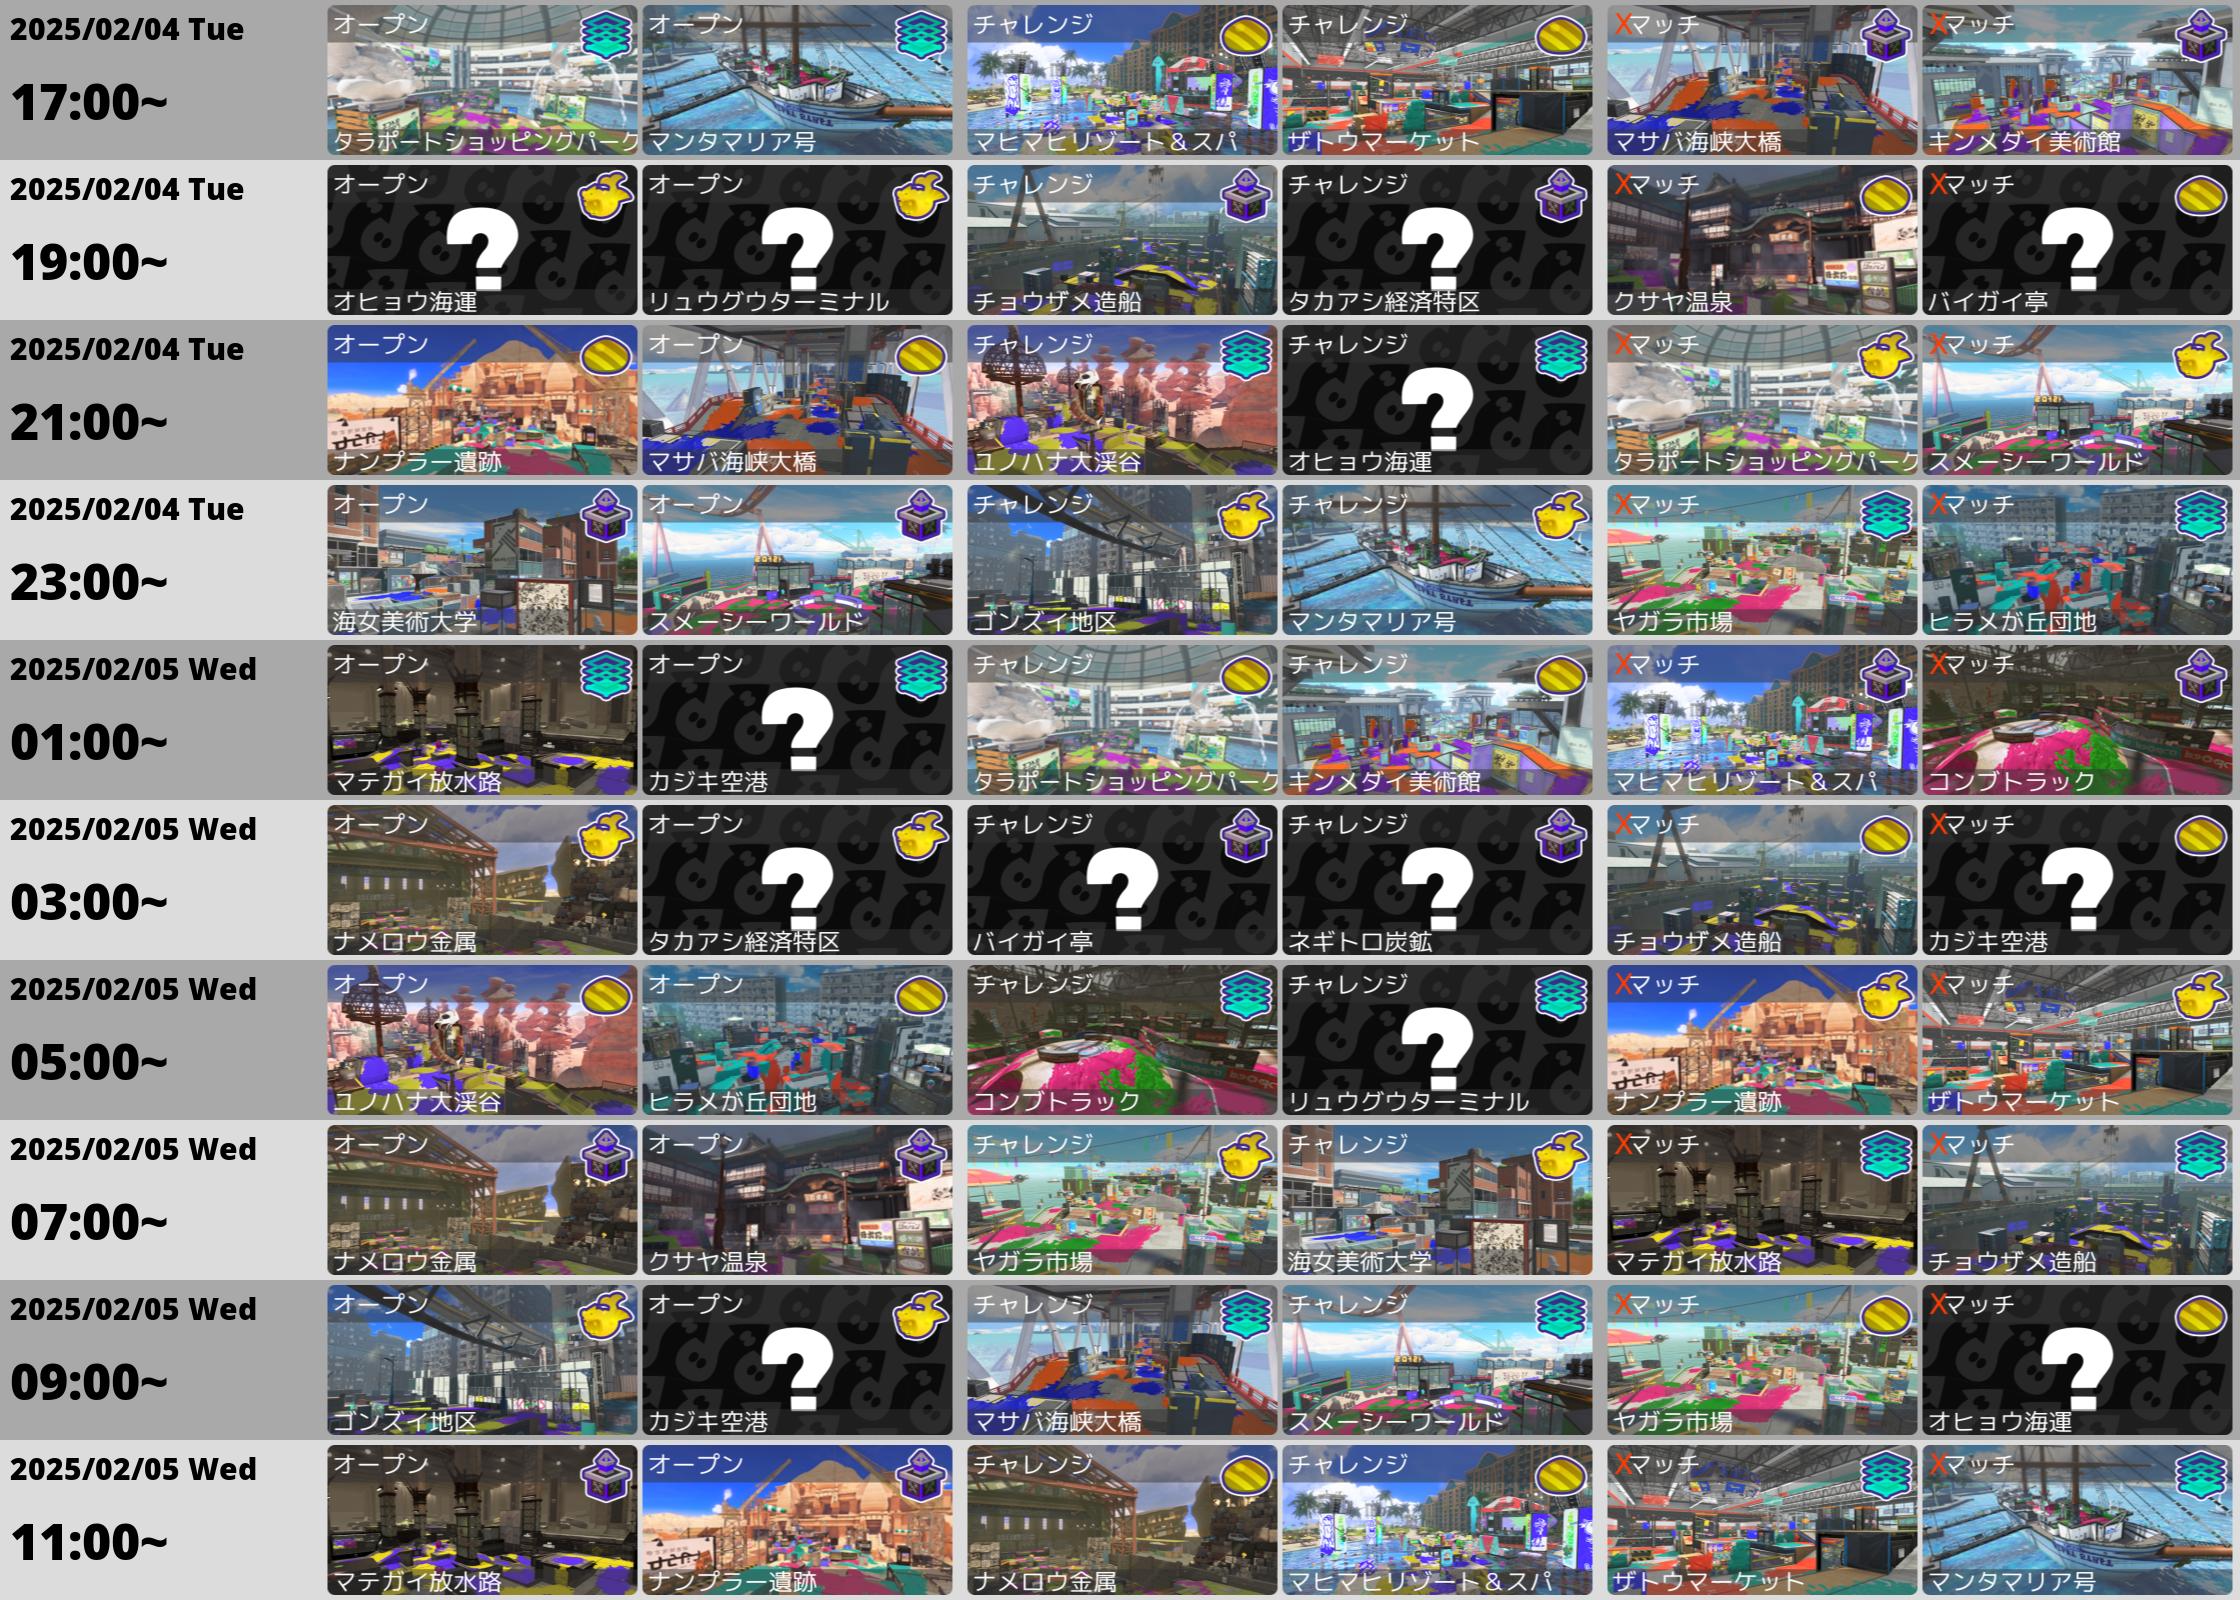 2025/02/04 Tue
17:00~
オープン
タラポートショッピングパーク
オープン
マンタマリア号
チャレンジ
マヒマヒリゾート＆スパ
チャレンジ
ザトウマーケット
Xマッチ
マサバ海峡大橋
Xマッチ
キンメダイ美術館
2025/02/04 Tue
19:00~
オープン
オヒョウ海運
オープン
リュウグウターミナル
チャレンジ
チョウザメ造船
チャレンジ
タカアシ経済特区
Xマッチ
クサヤ温泉
Xマッチ
バイガイ亭
2025/02/04 Tue
21:00~
オープン
ナンプラー遺跡
オープン
マサバ海峡大橋
チャレンジ
ユノハナ大渓谷
チャレンジ
オヒョウ海運
Xマッチ
タラポートショッピングパーク
Xマッチ
スメーシーワールド
2025/02/04 Tue
23:00~
オープン
海女美術大学
オープン
スメーシーワールド
チャレンジ
ゴンズイ地区
チャレンジ
マンタマリア号
Xマッチ
ヤガラ市場
Xマッチ
ヒラメが丘団地
2025/02/05 Wed
01:00~
オープン
マテガイ放水路
オープン
カジキ空港
チャレンジ
タラポートショッピングパーク
チャレンジ
キンメダイ美術館
Xマッチ
マヒマヒリゾート＆スパ
Xマッチ
コンブトラック
2025/02/05 Wed
03:00~
オープン
ナメロウ金属
オープン
タカアシ経済特区
チャレンジ
バイガイ亭
チャレンジ
ネギトロ炭鉱
Xマッチ
チョウザメ造船
Xマッチ
カジキ空港
2025/02/05 Wed
05:00~
オープン
ユノハナ大渓谷
オープン
ヒラメが丘団地
チャレンジ
コンブトラック
チャレンジ
リュウグウターミナル
Xマッチ
ナンプラー遺跡
Xマッチ
ザトウマーケット
2025/02/05 Wed
07:00~
オープン
ナメロウ金属
オープン
クサヤ温泉
チャレンジ
ヤガラ市場
チャレンジ
海女美術大学
Xマッチ
マテガイ放水路
Xマッチ
チョウザメ造船
2025/02/05 Wed
09:00~
オープン
ゴンズイ地区
オープン
カジキ空港
チャレンジ
マサバ海峡大橋
チャレンジ
スメーシーワールド
Xマッチ
ヤガラ市場
Xマッチ
オヒョウ海運
2025/02/05 Wed
11:00~
オープン
マテガイ放水路
オープン
ナンプラー遺跡
チャレンジ
ナメロウ金属
チャレンジ
マヒマヒリゾート＆スパ
Xマッチ
ザトウマーケット
Xマッチ
マンタマリア号